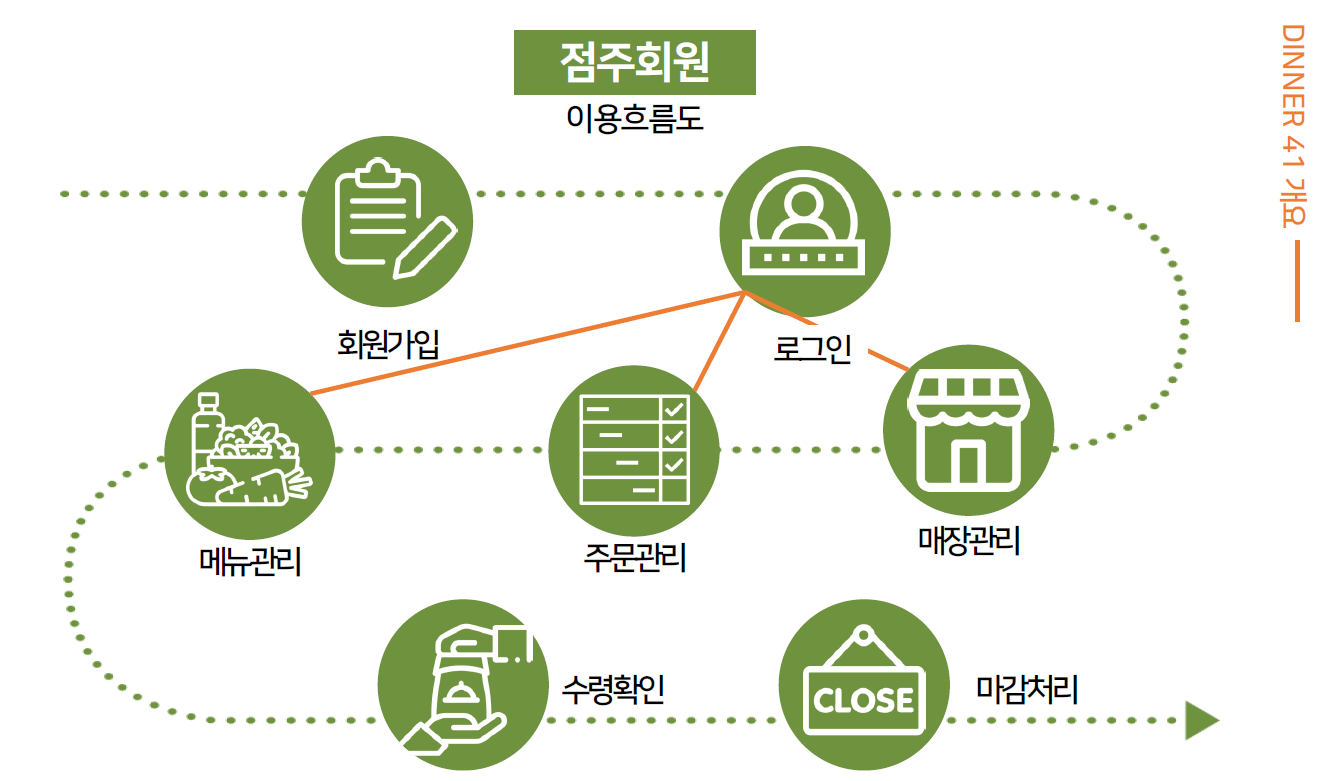 점주회원
이용흐름도
DINNER 41 개요
회원가입
로그인
메뉴관리
주문관리
매장관리
수령확인
CLOSE
마감처리